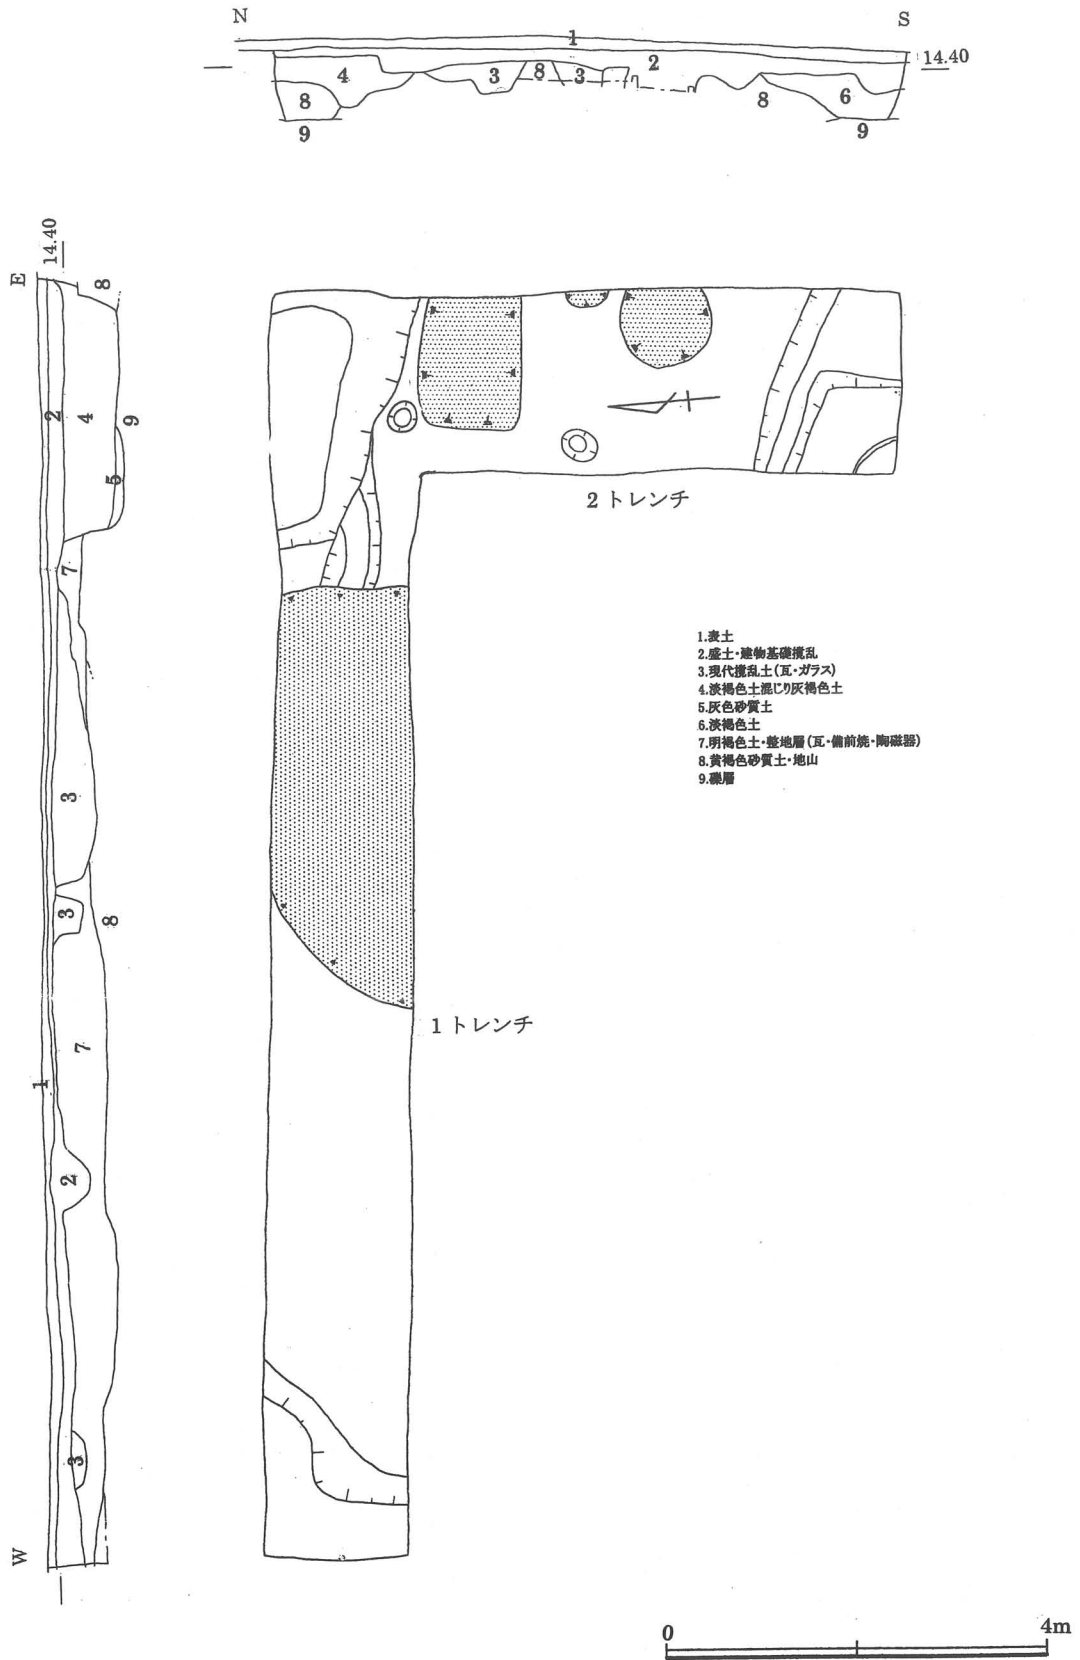 N
S
1
14.40
2
4
3
8
3
8
6
8
9
9
E
14.40
8
2
4
9
5
7
3
3
8
7
1
2
3
W
2 トレンチ
1 トレンチ
1.表土
2.盛土・建物基礎攪乱
3.現代攪乱土(瓦・ガラス)
4.淡褐色土混じり灰褐色土
5.灰色砂質土
6.淡褐色土
7.明褐色土・整地層(瓦・備前焼・陶磁器)
8.黄褐色砂質土・地山
9.礫層
0
4m